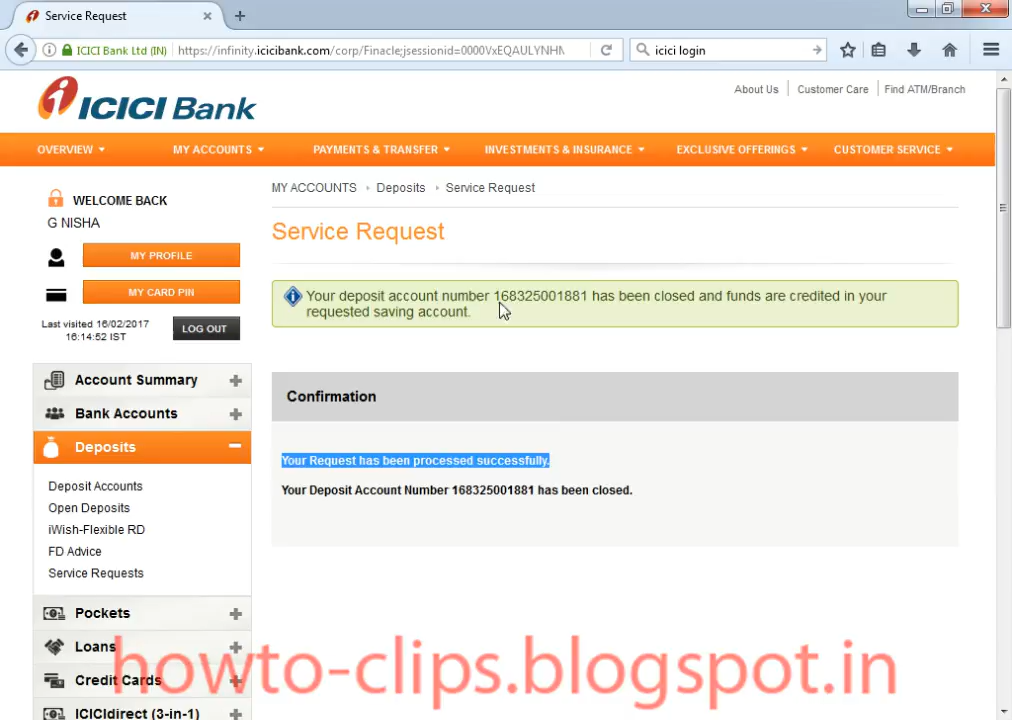 Service Request
ICICI Bank Ltd (IN)
https://infinity.icicibank.com/corp/Finacle;jsessionid=0000VxEQAULYNHM
icici login
ICICI Bank
About Us
Customer Care
Find ATM/Branch
OVERVIEW
MY ACCOUNTS
PAYMENTS & TRANSFER
INVESTMENTS & INSURANCE
EXCLUSIVE OFFERINGS
CUSTOMER SERVICE
WELCOME BACK
G NISHA
MY PROFILE
MY CARD PIN
Last visited 16/02/2017
16:14:52 IST
LOG OUT
Account Summary
Bank Accounts
Deposits
Deposit Accounts
Open Deposits
iWish-Flexible RD
FD Advice
Service Requests
Pockets
Loans
Credit Cards
ICICIdirect (3-in-1)
MY ACCOUNTS
Deposits
Service Request
Service Request
Your deposit account number 168325001881 has been closed and funds are credited in your
requested saving account.
Confirmation
Your Request has been processed successfully.
Your Deposit Account Number 168325001881 has been closed.
howto-clips.blogspot.in